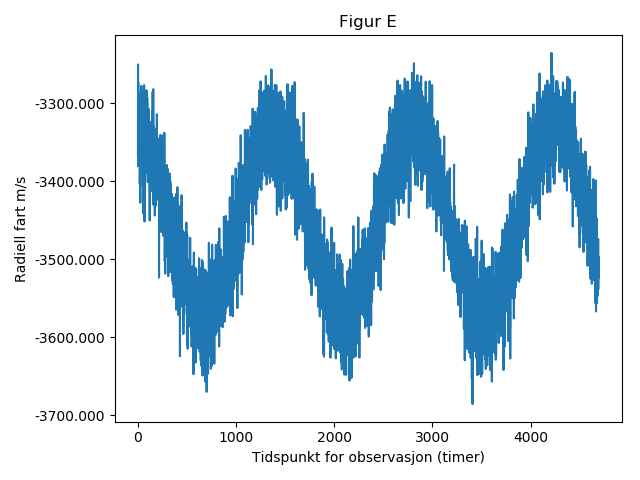 Figur E
Radiell fart m/s
-3300.000
-3400.000
-3500.000
-3600.000
-3700.000
0 1000 2000 3000 4000
Tidspunkt for observasjon (timer)